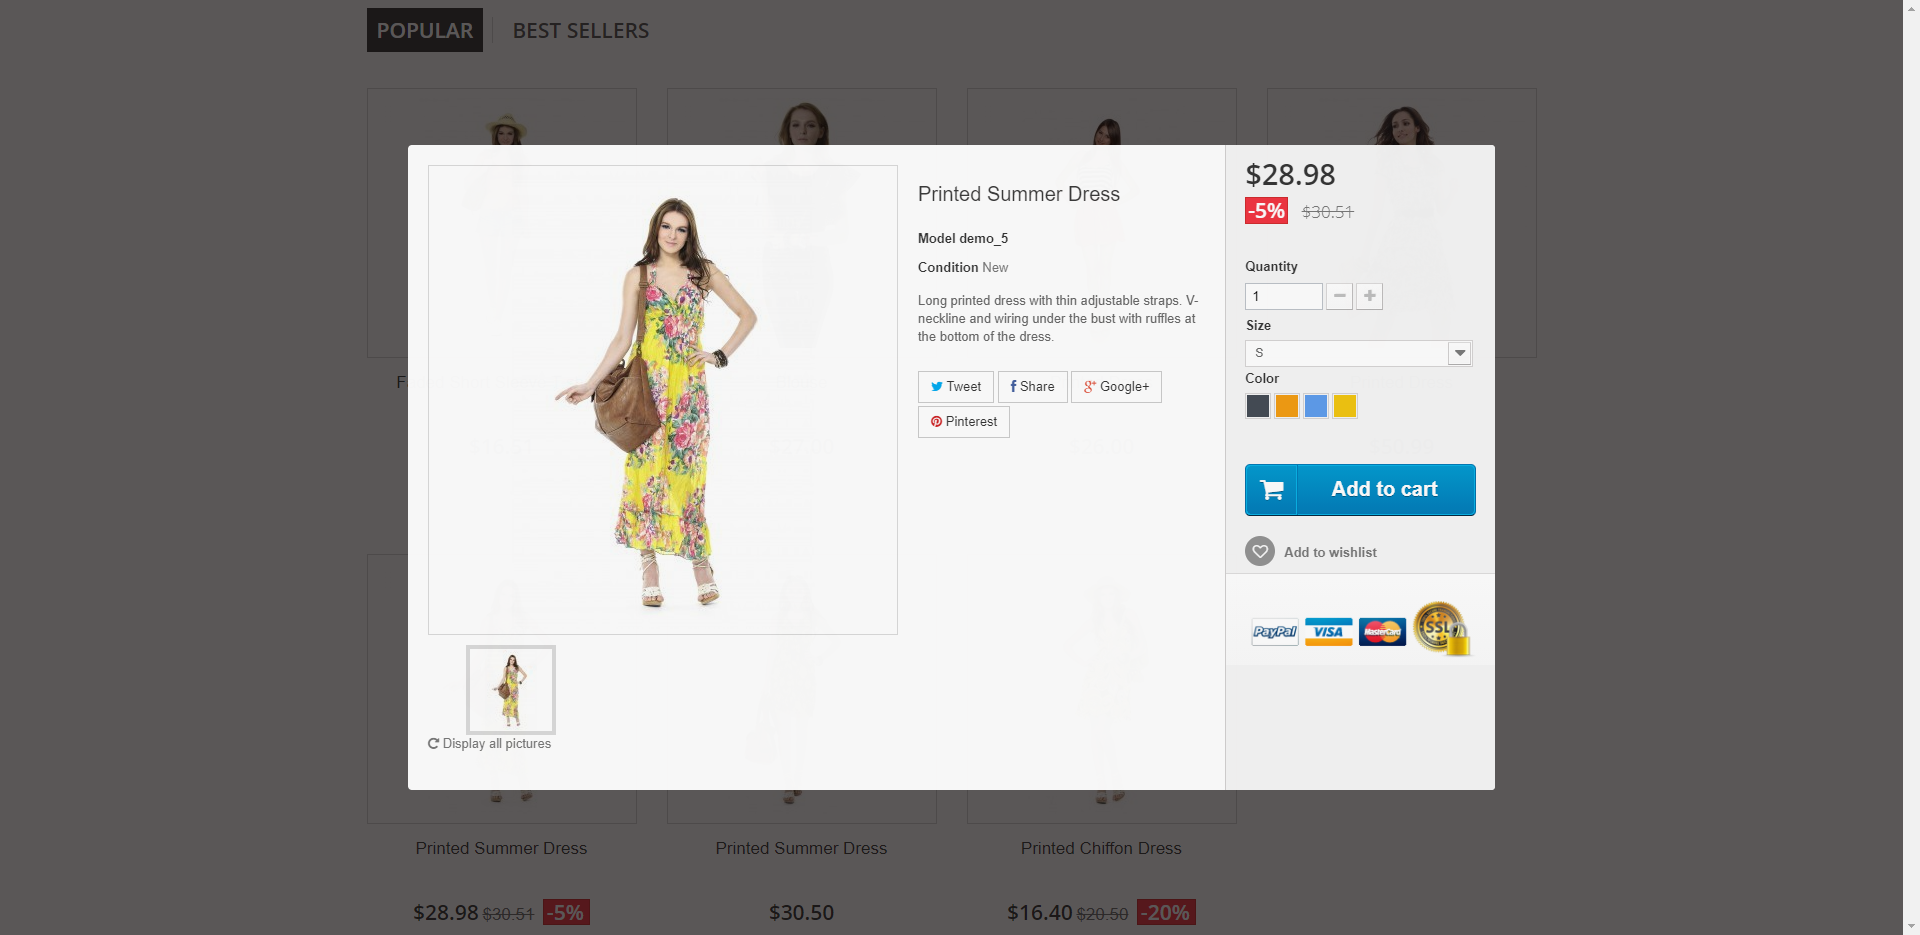 POPULAR
BEST SELLERS
F
Printed Summer Dress
Model demo_5
Condition New
Long printed dress with thin adjustable straps. V-
neckline and wiring under the bust with ruffles at
the bottom of the dress.
Tweet
Share
Google+
Pinterest
Display all pictures
$28.98
-5% $30.51
Quantity
1
Size
S
Color
Add to cart
Add to wishlist
PayPal VISA MasterCard SSL
Printed Summer Dress
Printed Summer Dress
Printed Chiffon Dress
$28.98 $30.51 -5%
$30.50
$16.40 $20.50 -20%